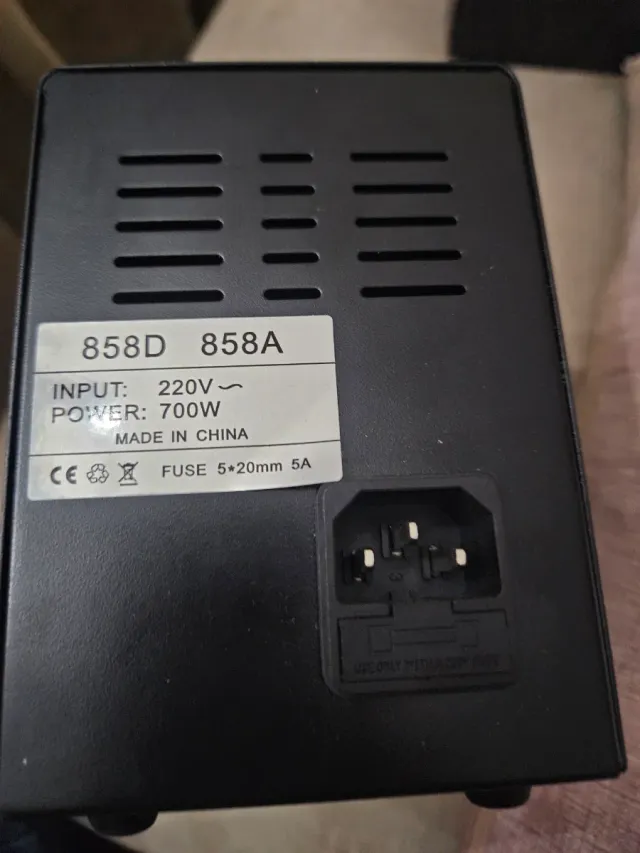 858D 858A
INPUT: 220V～
POWER: 700W
MADE IN CHINA
CE FUSE 5*20mm 5A